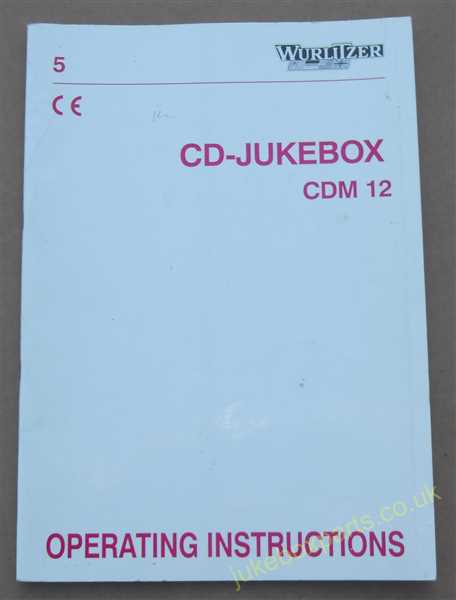 5
WURLITZER
CE
CD-JUKEBOX
CDM 12
OPERATING INSTRUCTIONS
jukeboxparts.co.uk